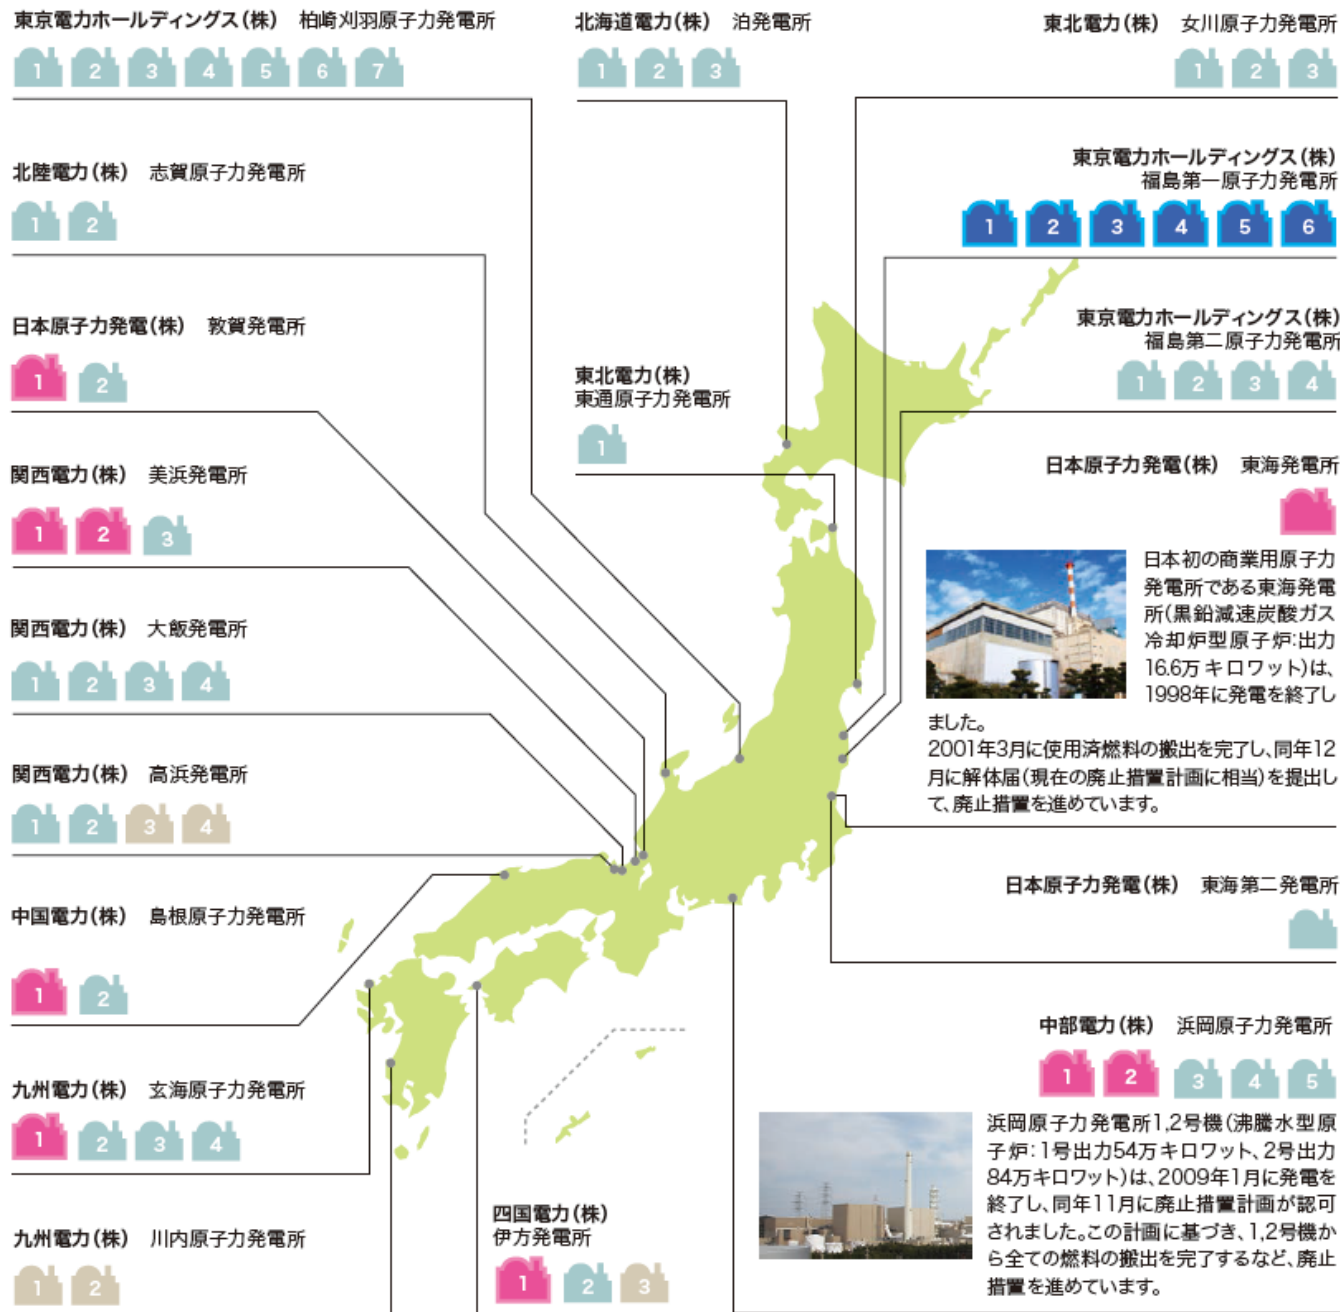 東京電力ホールディングス(株) 柏崎刈羽原子力発電所
1 2 3 4 5 6 7
北海道電力(株) 泊発電所
1 2 3
東北電力(株) 女川原子力発電所
1 2 3
北陸電力(株) 志賀原子力発電所
1 2
東京電力ホールディングス(株)
福島第一原子力発電所
1 2 3 4 5 6
日本原子力発電(株) 敦賀発電所
1 2
東京電力ホールディングス(株)
福島第二原子力発電所
1 2 3 4
東北電力(株)
東通原子力発電所
1
関西電力(株) 美浜発電所
1 2 3
日本原子力発電(株) 東海発電所
日本初の商業用原子力
発電所である東海発電
所(黒鉛減速炭酸ガス
冷却炉型原子炉:出力
16.6万キロワット)は、
1998年に発電を終了し
ました。
2001年3月に使用済燃料の搬出を完了し、同年12
月に解体届(現在の廃止措置計画に相当)を提出し
て、廃止措置を進めています。
関西電力(株) 大飯発電所
1 2 3 4
関西電力(株) 高浜発電所
1 2 3 4
日本原子力発電(株) 東海第二発電所
中国電力(株) 島根原子力発電所
1 2
中部電力(株) 浜岡原子力発電所
1 2 3 4 5
浜岡原子力発電所1,2号機(沸騰水型原
子炉:1号出力54万キロワット、2号出力
84万キロワット)は、2009年1月に発電を
終了し、同年11月に廃止措置計画が認可
されました。この計画に基づき、1,2号機か
ら全ての燃料の搬出を完了するなど、廃止
措置を進めています。
九州電力(株) 玄海原子力発電所
1 2 3 4
九州電力(株) 川内原子力発電所
1 2
四国電力(株)
伊方発電所
1 2 3